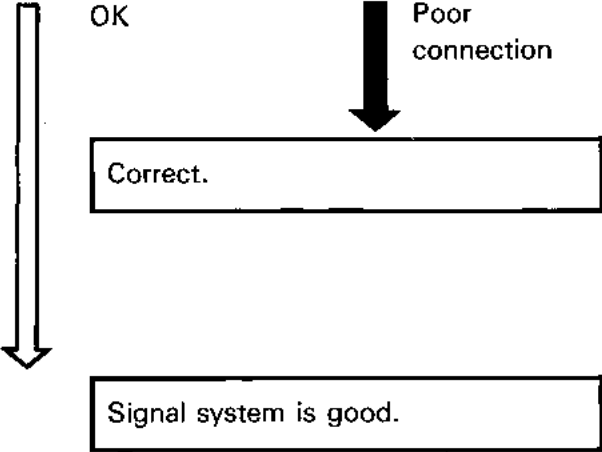 OK
Poor
connection
Correct.
Signal system is good.